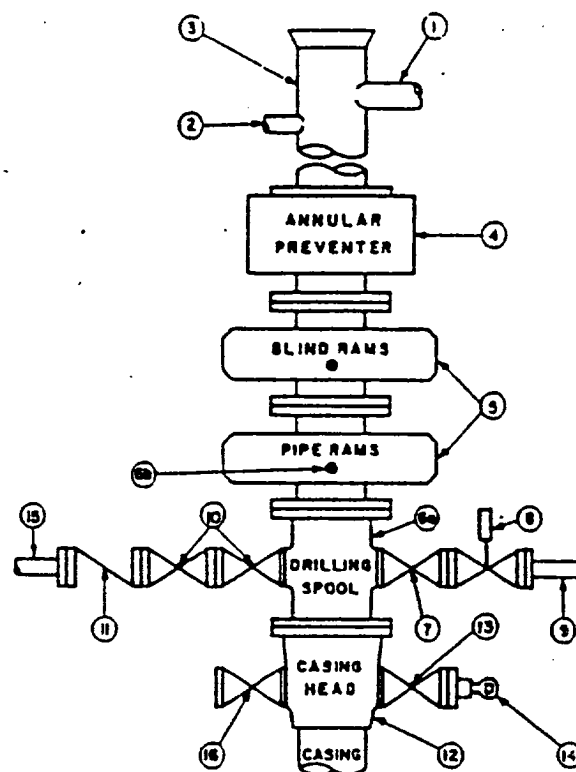 3
1
2
ANNULAR
PREVENTER
4
BLIND RAMS
5
PIPE RAMS
6b
6a
8
15
10
DRILLING
SPOOL
11
7
13
9
CASING
HEAD
16
12
14
CASING